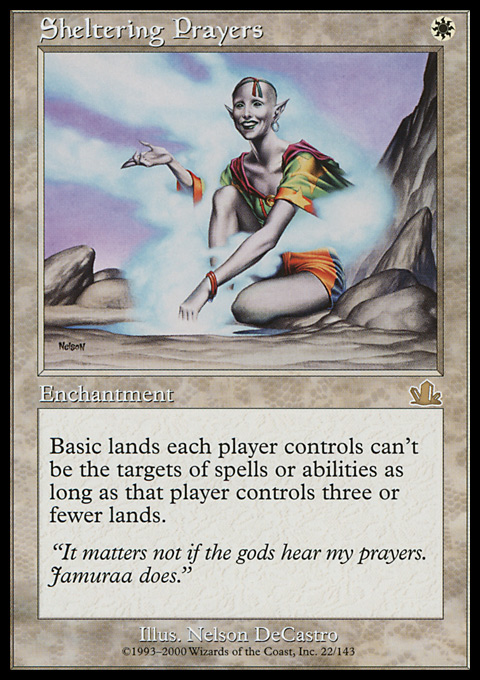 Sheltering Prayers
Nelson
Enchantment
Basic lands each player controls can't
be the targets of spells or abilities as
long as that player controls three or
fewer lands.
"It matters not if the gods hear my prayers.
Jamuraa does."
Illus. Nelson DeCastro
©1993–2000 Wizards of the Coast, Inc. 22/143